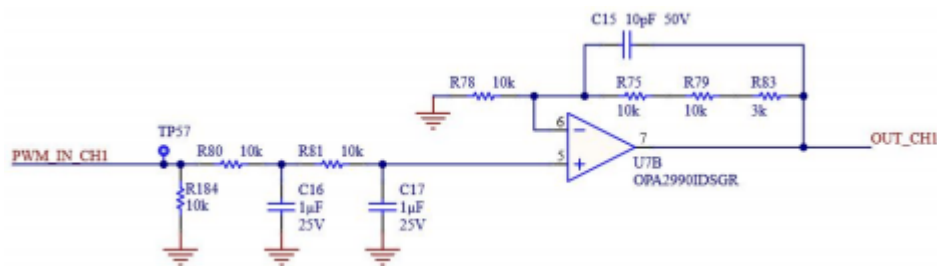 C15 10pF 50V
R78 10k
R75
R79
R83
10k
10k
3k
TP57
6
7
PWM_IN_CH1
R80 10k
R81 10k
5
OUT_CH1
U7B
OPA2990IDSGR
R184
10k
C16
1µF
25V
C17
1µF
25V